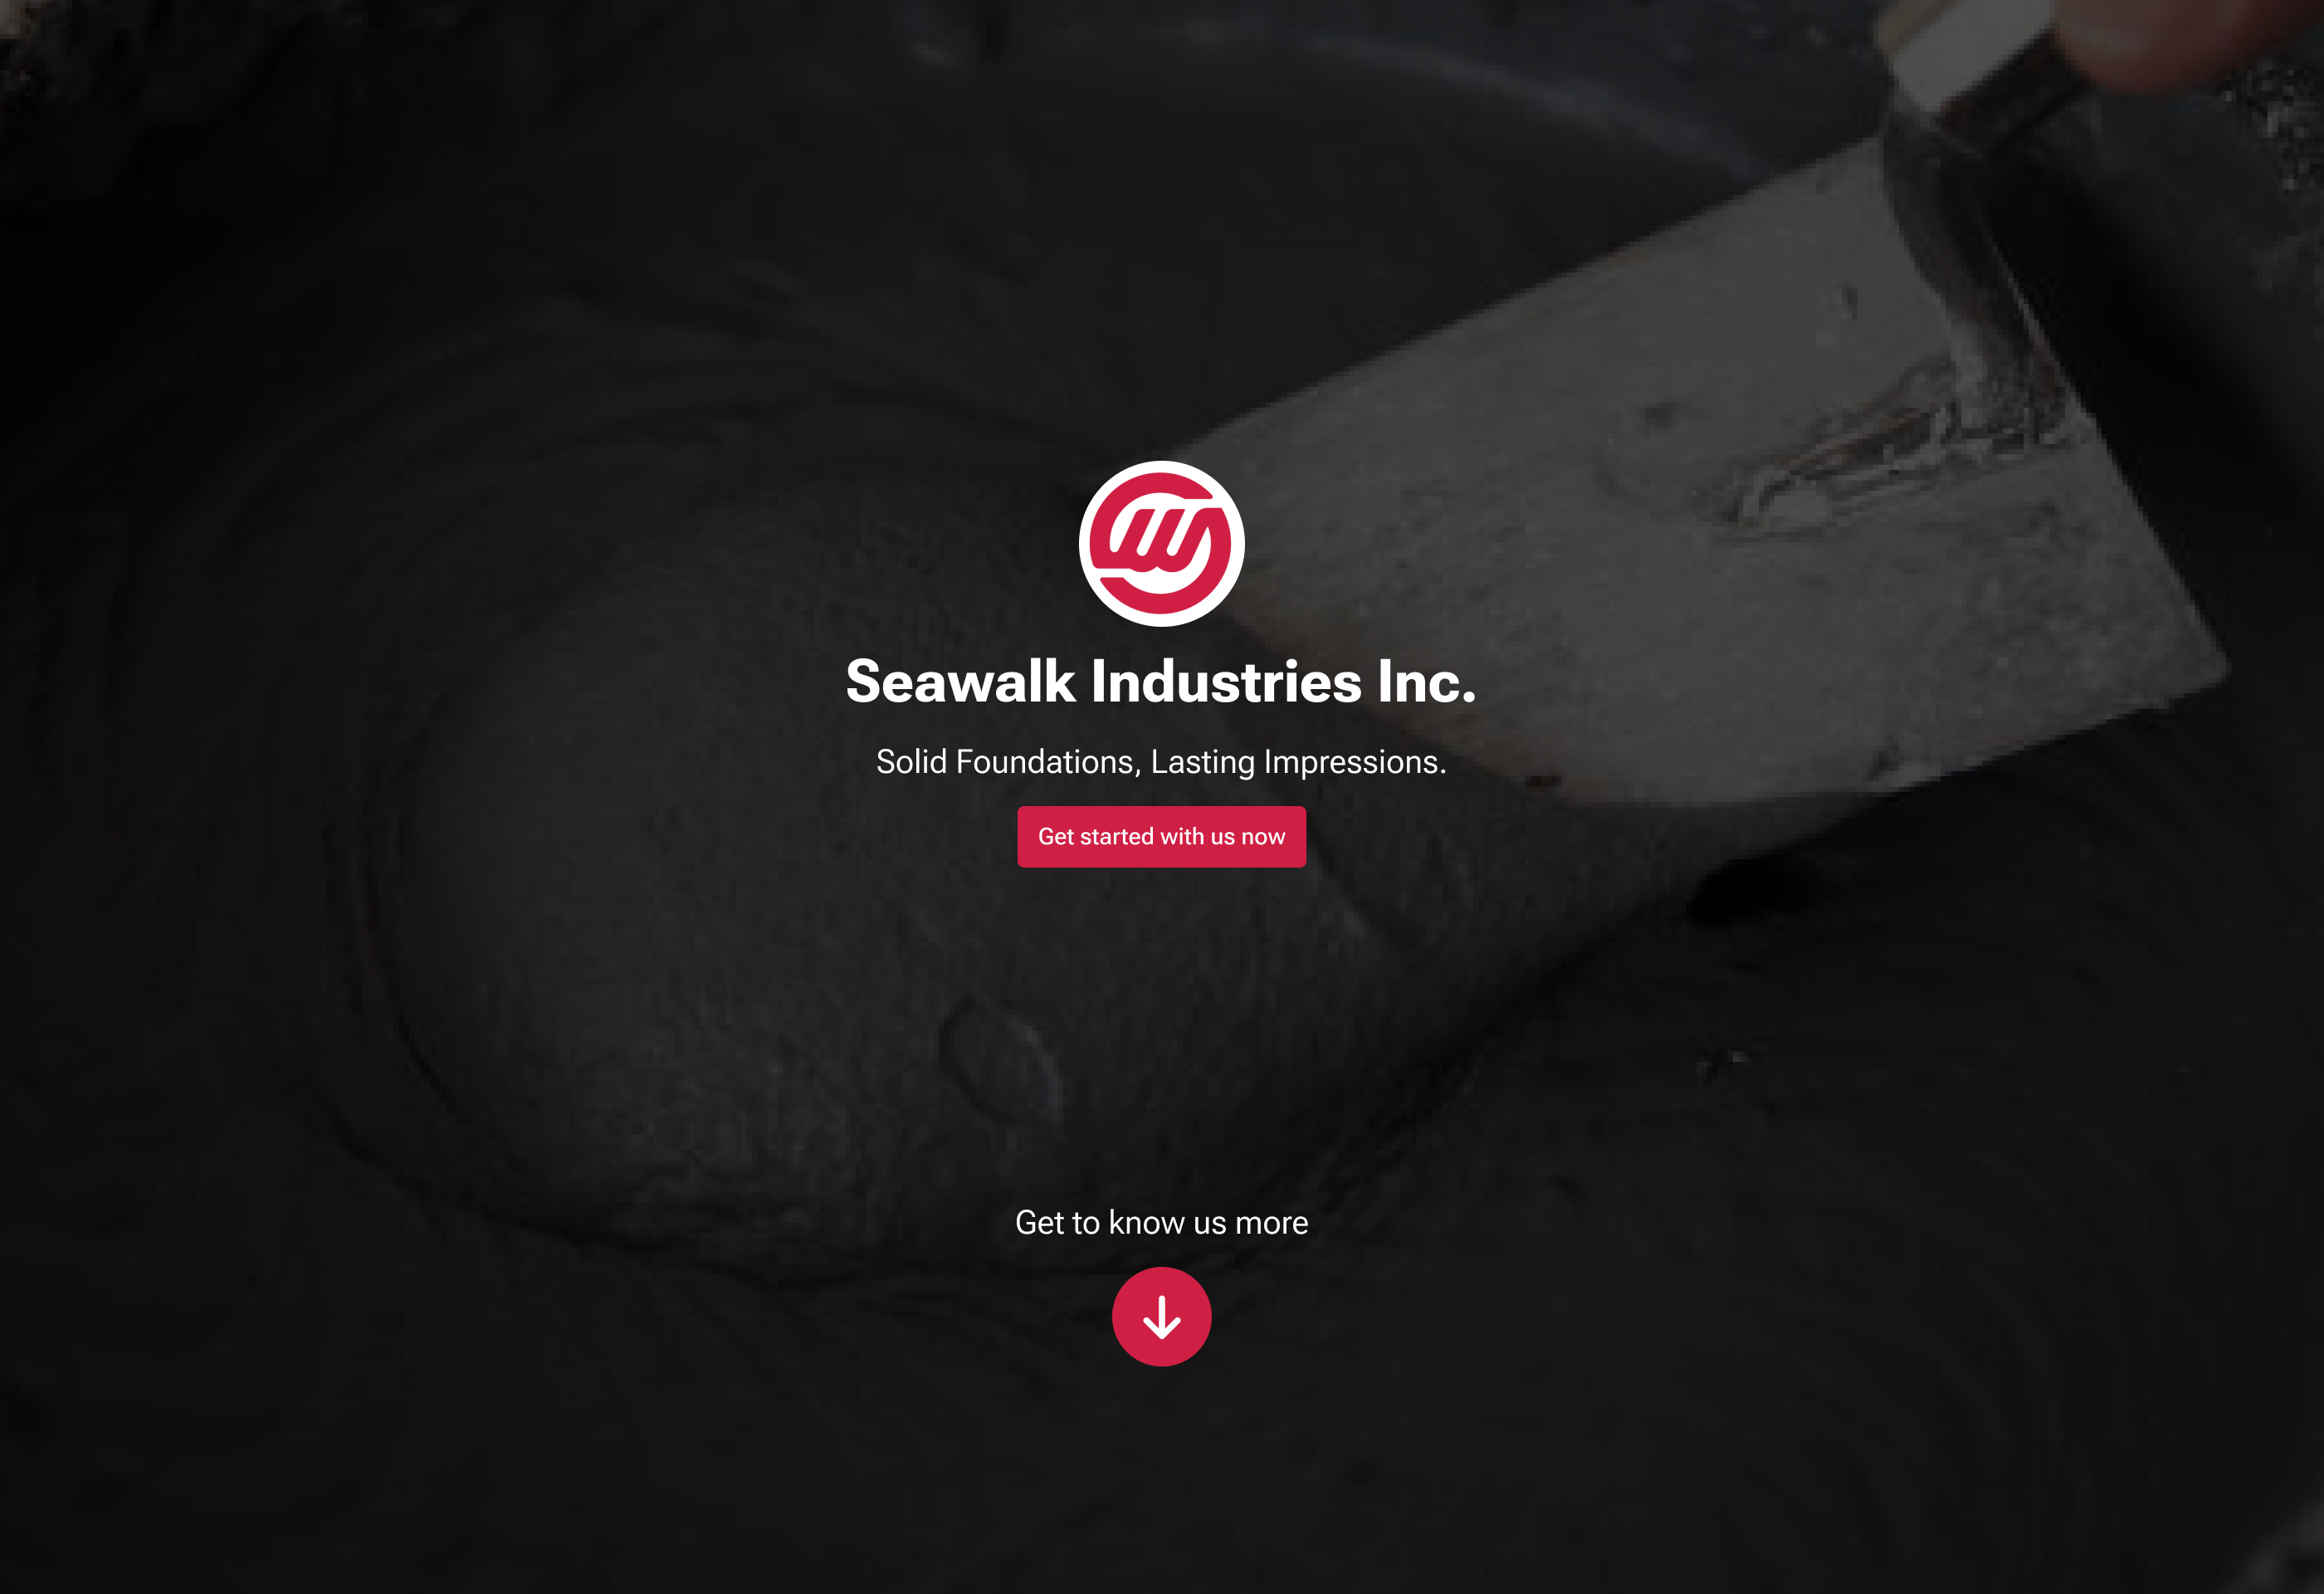 Seawalk Industries Inc.
Solid Foundations, Lasting Impressions.
Get started with us now
Get to know us more